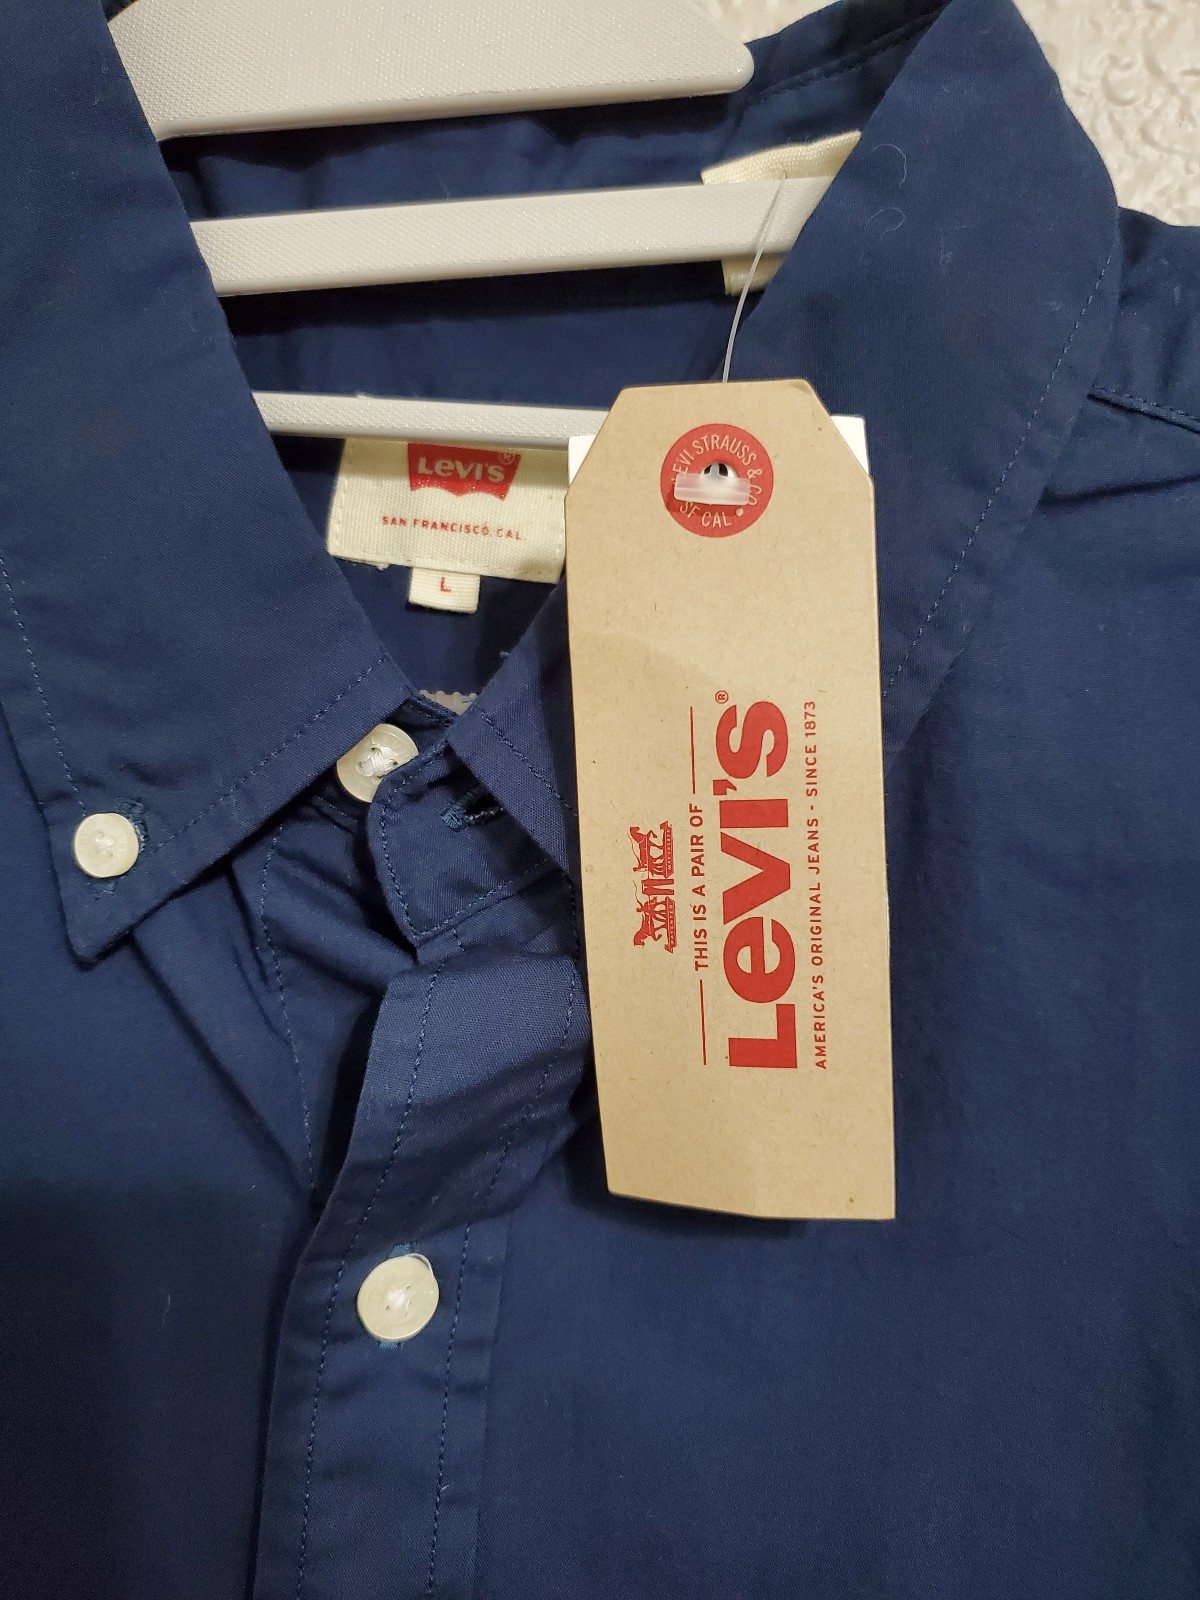 LEVI'S®
SAN FRANCISCO, CAL
L
LEVI STRAUSS & CO.
SF CAL
THIS IS A PAIR OF
LEVI'S®
AMERICA'S ORIGINAL JEANS - SINCE 1873